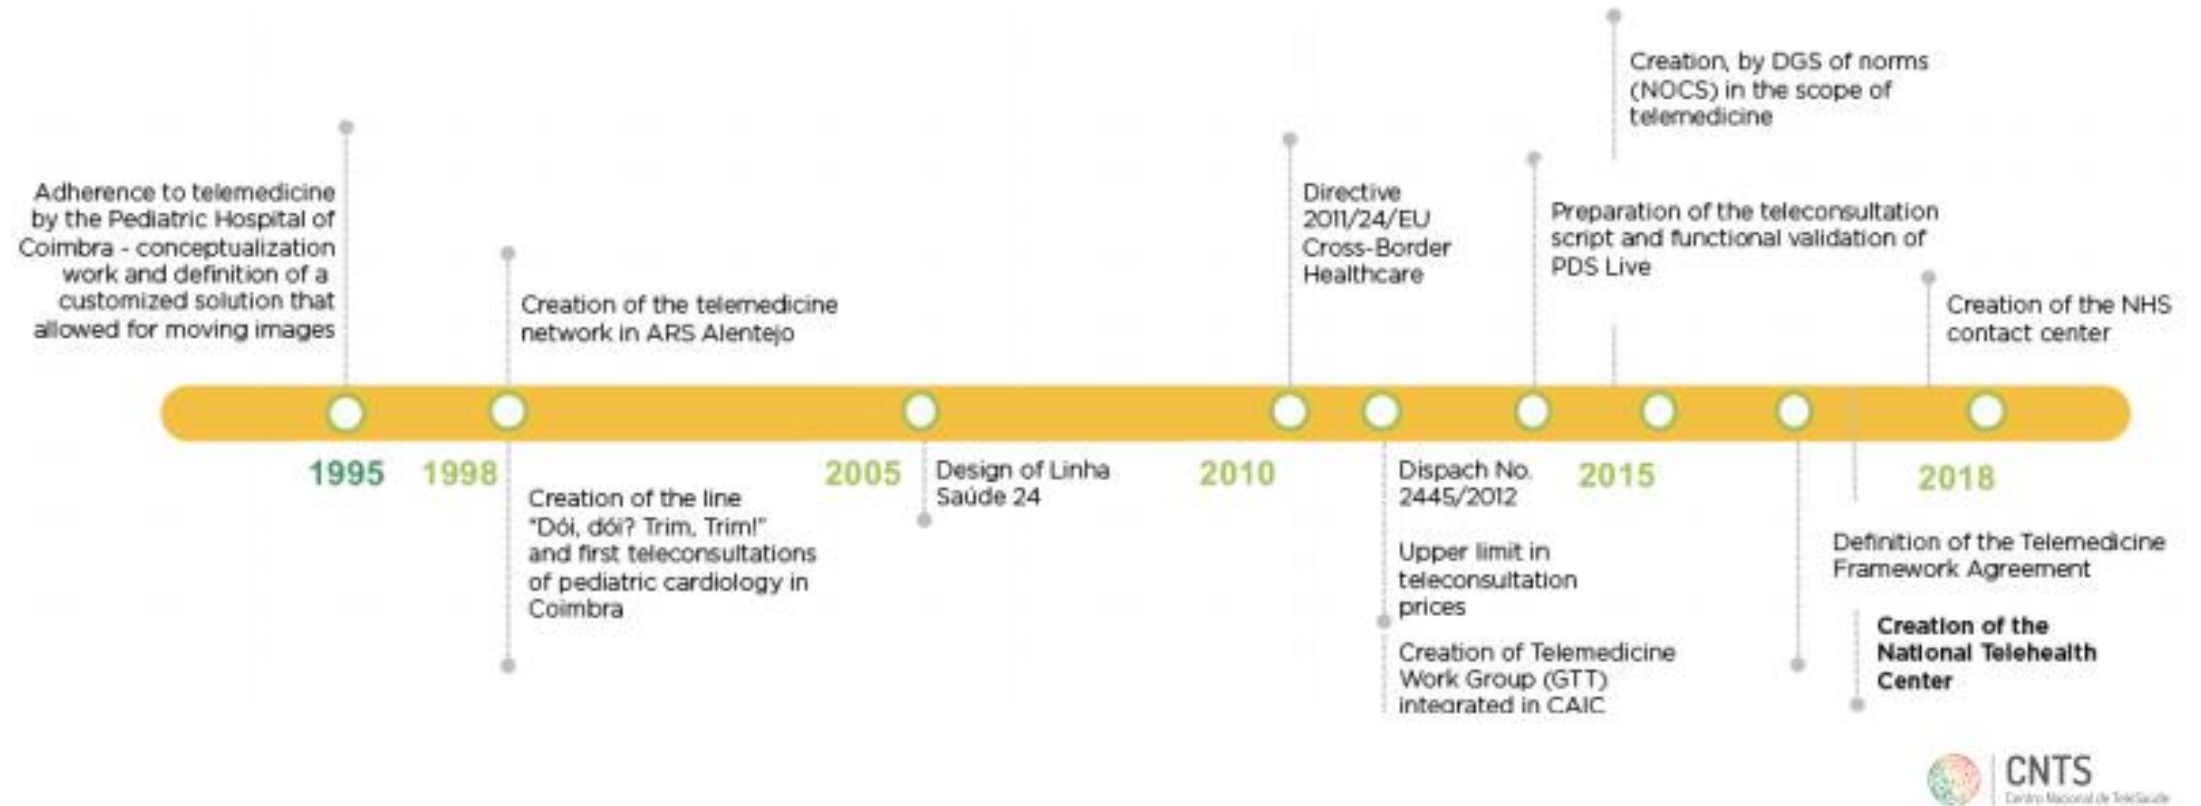 Creation, by DGS of norms
(NOCS) in the scope of
telemedicine
Adherence to telemedicine
by the Pediatric Hospital of
Coimbra - conceptualization
work and definition of a
customized solution that
allowed for moving images
Creation of the telemedicine
network in ARS Alentejo
Directive
2011/24/EU
Cross-Border
Healthcare
Preparation of the teleconsultation
script and functional validation of
PDS Live
Creation of the NHS
contact center
1995
1998
2005
2010
2015
2018
Creation of the line
"Dói, dói? Trim, Trim!"
and first teleconsultations
of pediatric cardiology in
Coimbra
Design of Linha
Saúde 24
Dispach No.
2445/2012
Upper limit in
teleconsultation
prices
Creation of Telemedicine
Work Group (GTT)
integrated in CAIC
Definition of the Telemedicine
Framework Agreement
Creation of the
National Telehealth
Center
CNTS
Centro Nacional de TeleSaúde